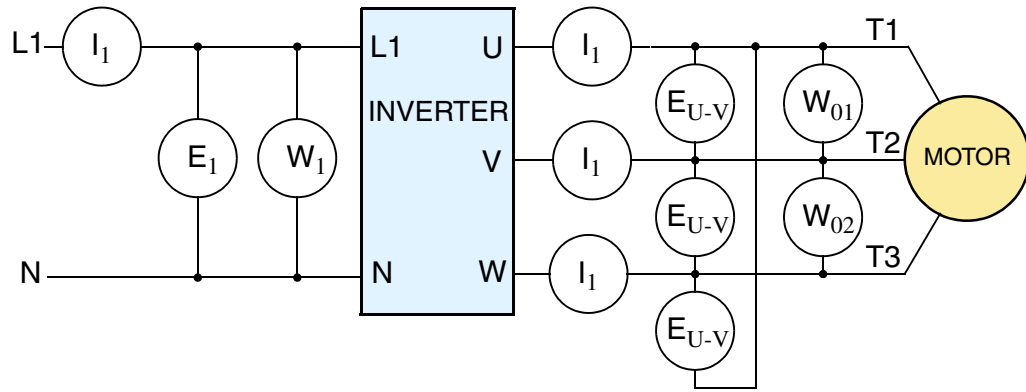 L1 I1 L1 U I1 T1
EU-V W01
INVERTER
E1 W1 V I1 T2 MOTOR
EU-V W02
N N W I1 T3
EU-V